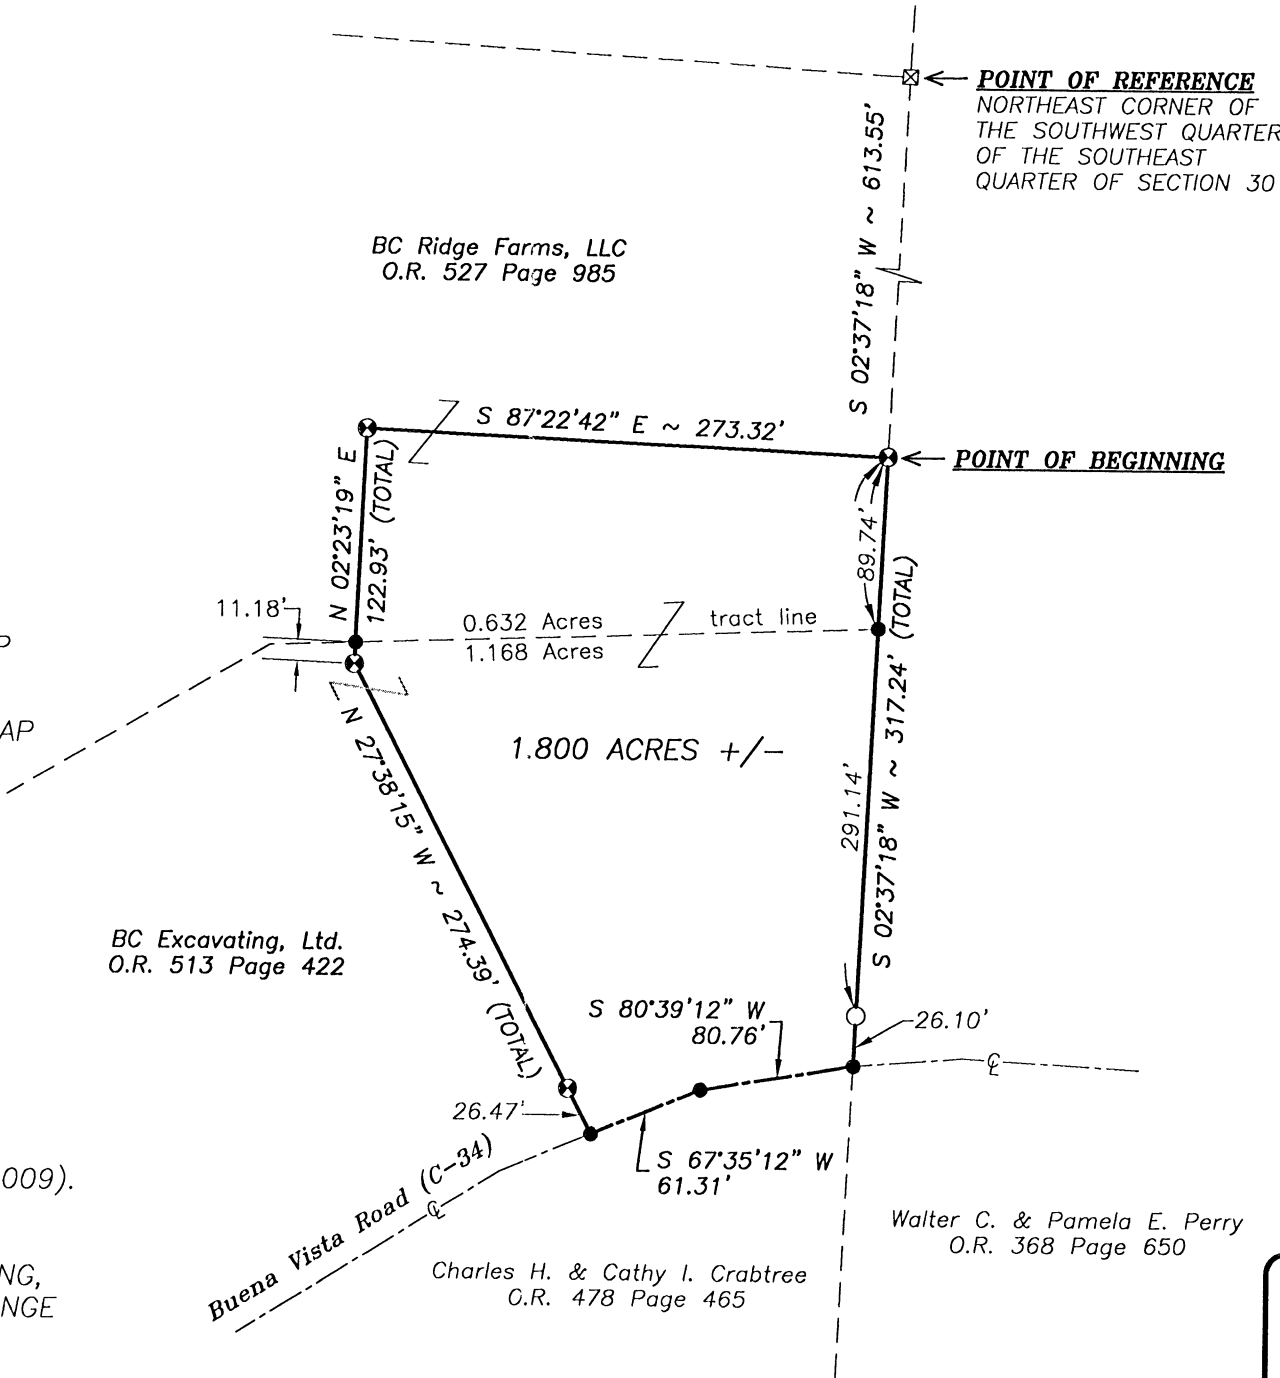 POINT OF REFERENCE
NORTHEAST CORNER OF
THE SOUTHWEST QUARTER
OF THE SOUTHEAST
QUARTER OF SECTION 30
S 02°37'18" W ~ 613.55'
BC Ridge Farms, LLC
O.R. 527 Page 985
S 87°22'42" E ~ 273.32'
POINT OF BEGINNING
N 02°23'19" E
122.93' (TOTAL)
89.74'
11.18'
0.632 Acres
1.168 Acres
tract line
P
AP
1.800 ACRES +/-
S 02°37'18" W ~ 317.24' (TOTAL)
291.14'
N 27°38'15" W ~ 274.39' (TOTAL)
BC Excavating, Ltd.
O.R. 513 Page 422
S 80°39'12" W
80.76'
26.10'
℄
26.47'
S 67°35'12" W
61.31'
Buena Vista Road (C-34)
℄
009).
Walter C. & Pamela E. Perry
O.R. 368 Page 650
NG,
NGE
Charles H. & Cathy I. Crabtree
O.R. 478 Page 465